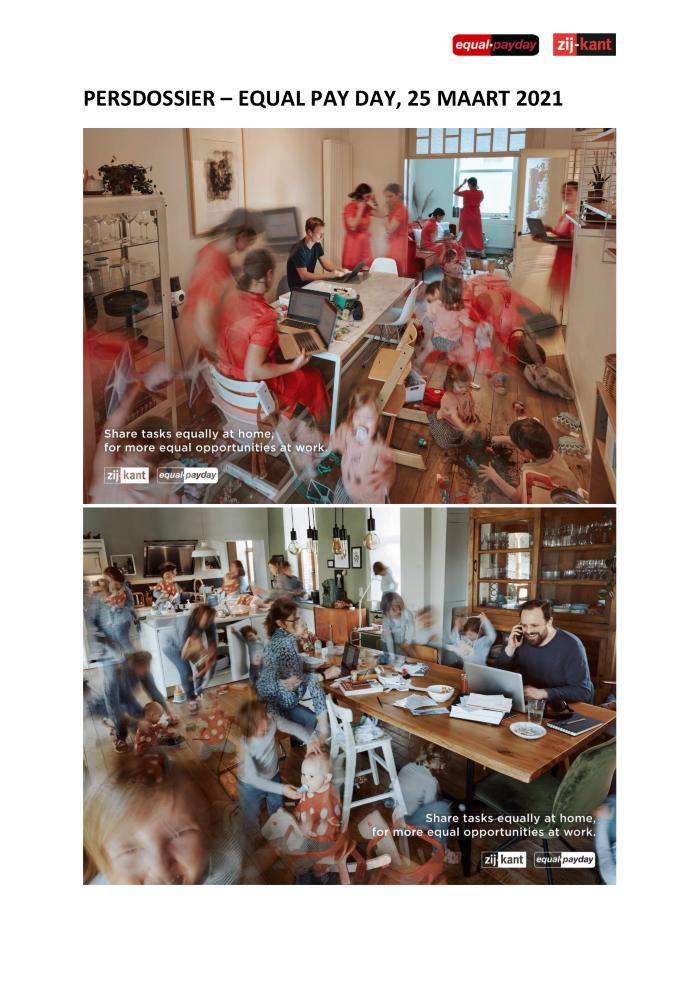 equal•payday zij-kant
PERSDOSSIER – EQUAL PAY DAY, 25 MAART 2021
Share tasks equally at home,
for more equal opportunities at work.
zij-kant equal•payday
Share tasks equally at home,
for more equal opportunities at work.
zij-kant equal•payday